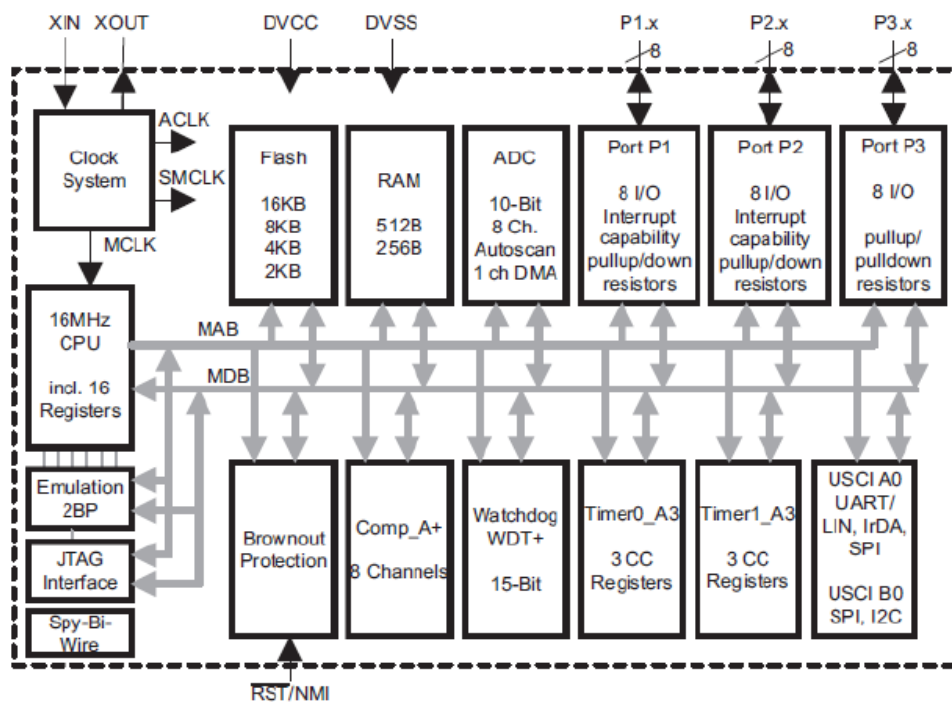 XIN XOUT DVCC DVSS P1.x P2.x P3.x
8 8 8
Clock
System
ACLK
SMCLK
MCLK
Flash
16KB
8KB
4KB
2KB
RAM
512B
256B
ADC
10-Bit
8 Ch.
Autoscan
1 ch DMA
Port P1
8 I/O
Interrupt
capability
pullup/down
resistors
Port P2
8 I/O
Interrupt
capability
pullup/down
resistors
Port P3
8 I/O
pullup/
pulldown
resistors
16MHz
CPU
incl. 16
Registers
MAB
MDB
Emulation
2BP
JTAG
Interface
Spy-Bi-
Wire
Brownout
Protection
Comp_A+
8 Channels
Watchdog
WDT+
15-Bit
Timer0_A3
3 CC
Registers
Timer1_A3
3 CC
Registers
USCI A0
UART/
LIN, IrDA,
SPI
USCI B0
SPI, I2C
RST/NMI